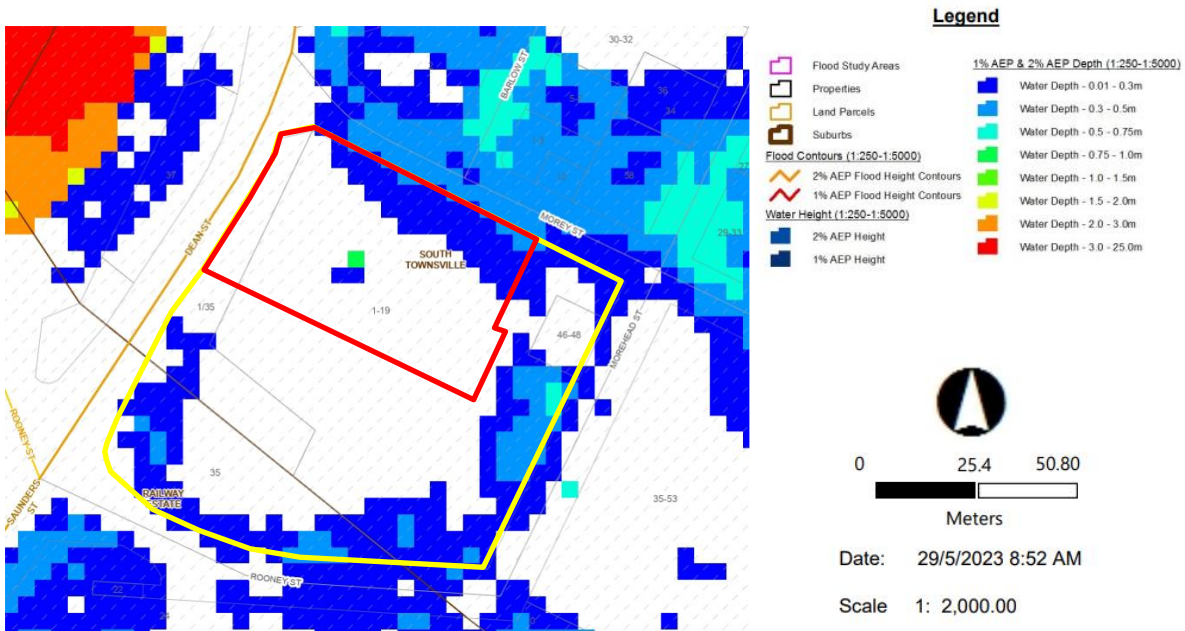 Legend
Flood Study Areas
Properties
Land Parcels
Suburbs
Flood Contours (1:250-1:5000)
2% AEP Flood Height Contours
1% AEP Flood Height Contours
Water Height (1:250-1:5000)
2% AEP Height
1% AEP Height
1% AEP & 2% AEP Depth (1:250-1:5000)
Water Depth - 0.01 - 0.3m
Water Depth - 0.3 - 0.5m
Water Depth - 0.5 - 0.75m
Water Depth - 0.75 - 1.0m
Water Depth - 1.0 - 1.5m
Water Depth - 1.5 - 2.0m
Water Depth - 2.0 - 3.0m
Water Depth - 3.0 - 25.0m
30-32
BARLOW ST
36
34
37
58
27
29-33
DEAN ST
MOREY ST
SOUTH
TOWNSVILLE
1/35
1-19
46-48
MOREHEAD ST
ROONEY ST
35
RAILWAY
ESTATE
SAUNDERS
ST
35-53
ROONEY ST
22
24
0 25.4 50.80
Meters
Date: 29/5/2023 8:52 AM
Scale 1: 2,000.00